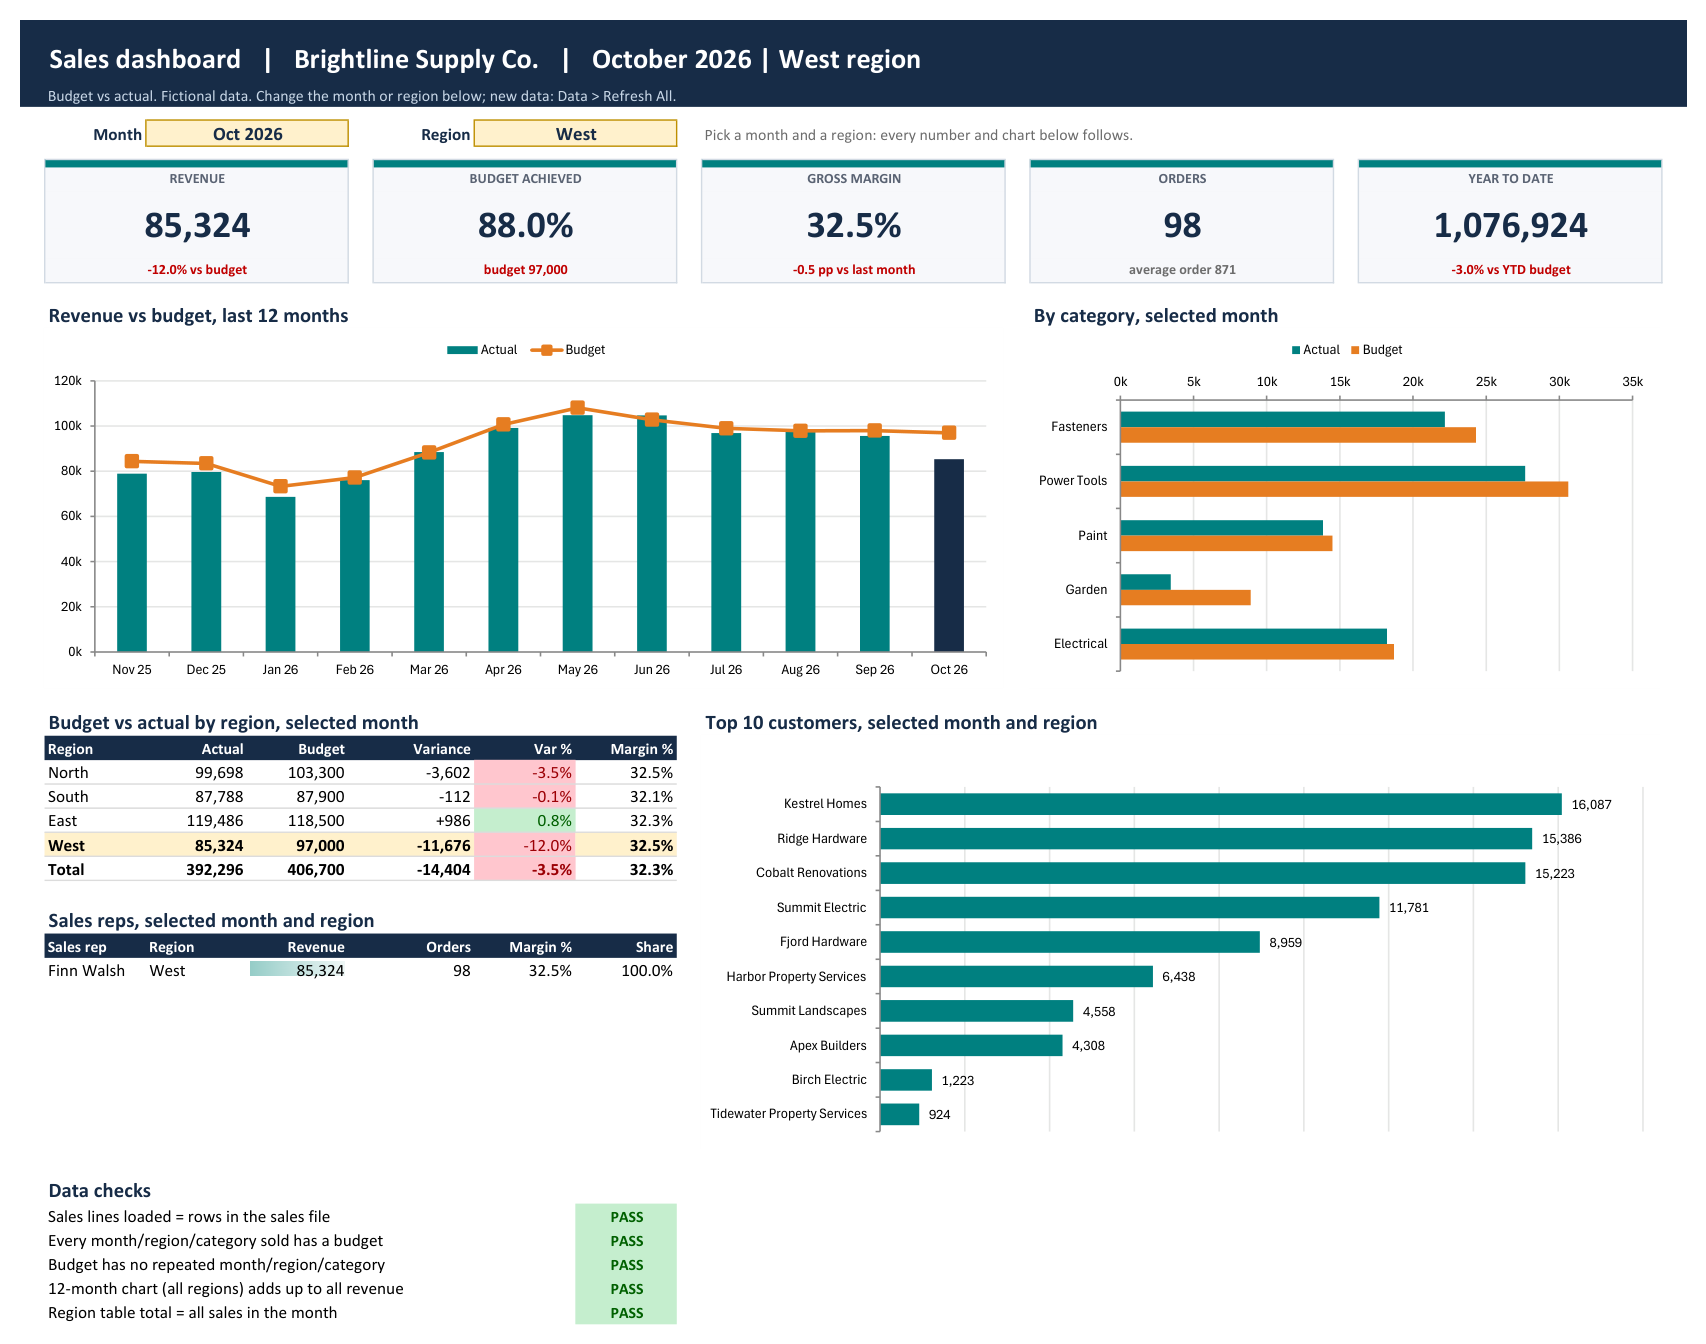 Sales dashboard | Brightline Supply Co. | October 2026 | West region
Budget vs actual. Fictional data. Change the month or region below; new data: Data > Refresh All.
Month Oct 2026 Region West Pick a month and a region: every number and chart below follows.
REVENUE
85,324
-12.0% vs budget
BUDGET ACHIEVED
88.0%
budget 97,000
GROSS MARGIN
32.5%
-0.5 pp vs last month
ORDERS
98
average order 871
YEAR TO DATE
1,076,924
-3.0% vs YTD budget
Revenue vs budget, last 12 months
Actual Budget
120k
100k
80k
60k
40k
20k
0k
Nov 25 Dec 25 Jan 26 Feb 26 Mar 26 Apr 26 May 26 Jun 26 Jul 26 Aug 26 Sep 26 Oct 26
By category, selected month
Actual Budget
0k 5k 10k 15k 20k 25k 30k 35k
Fasteners
Power Tools
Paint
Garden
Electrical
Budget vs actual by region, selected month
Region Actual Budget Variance Var % Margin %
North 99,698 103,300 -3,602 -3.5% 32.5%
South 87,788 87,900 -112 -0.1% 32.1%
East 119,486 118,500 +986 0.8% 32.3%
West 85,324 97,000 -11,676 -12.0% 32.5%
Total 392,296 406,700 -14,404 -3.5% 32.3%
Sales reps, selected month and region
Sales rep Region Revenue Orders Margin % Share
Finn Walsh West 85,324 98 32.5% 100.0%
Top 10 customers, selected month and region
Kestrel Homes 16,087
Ridge Hardware 15,386
Cobalt Renovations 15,223
Summit Electric 11,781
Fjord Hardware 8,959
Harbor Property Services 6,438
Summit Landscapes 4,558
Apex Builders 4,308
Birch Electric 1,223
Tidewater Property Services 924
Data checks
Sales lines loaded = rows in the sales file PASS
Every month/region/category sold has a budget PASS
Budget has no repeated month/region/category PASS
12-month chart (all regions) adds up to all revenue PASS
Region table total = all sales in the month PASS